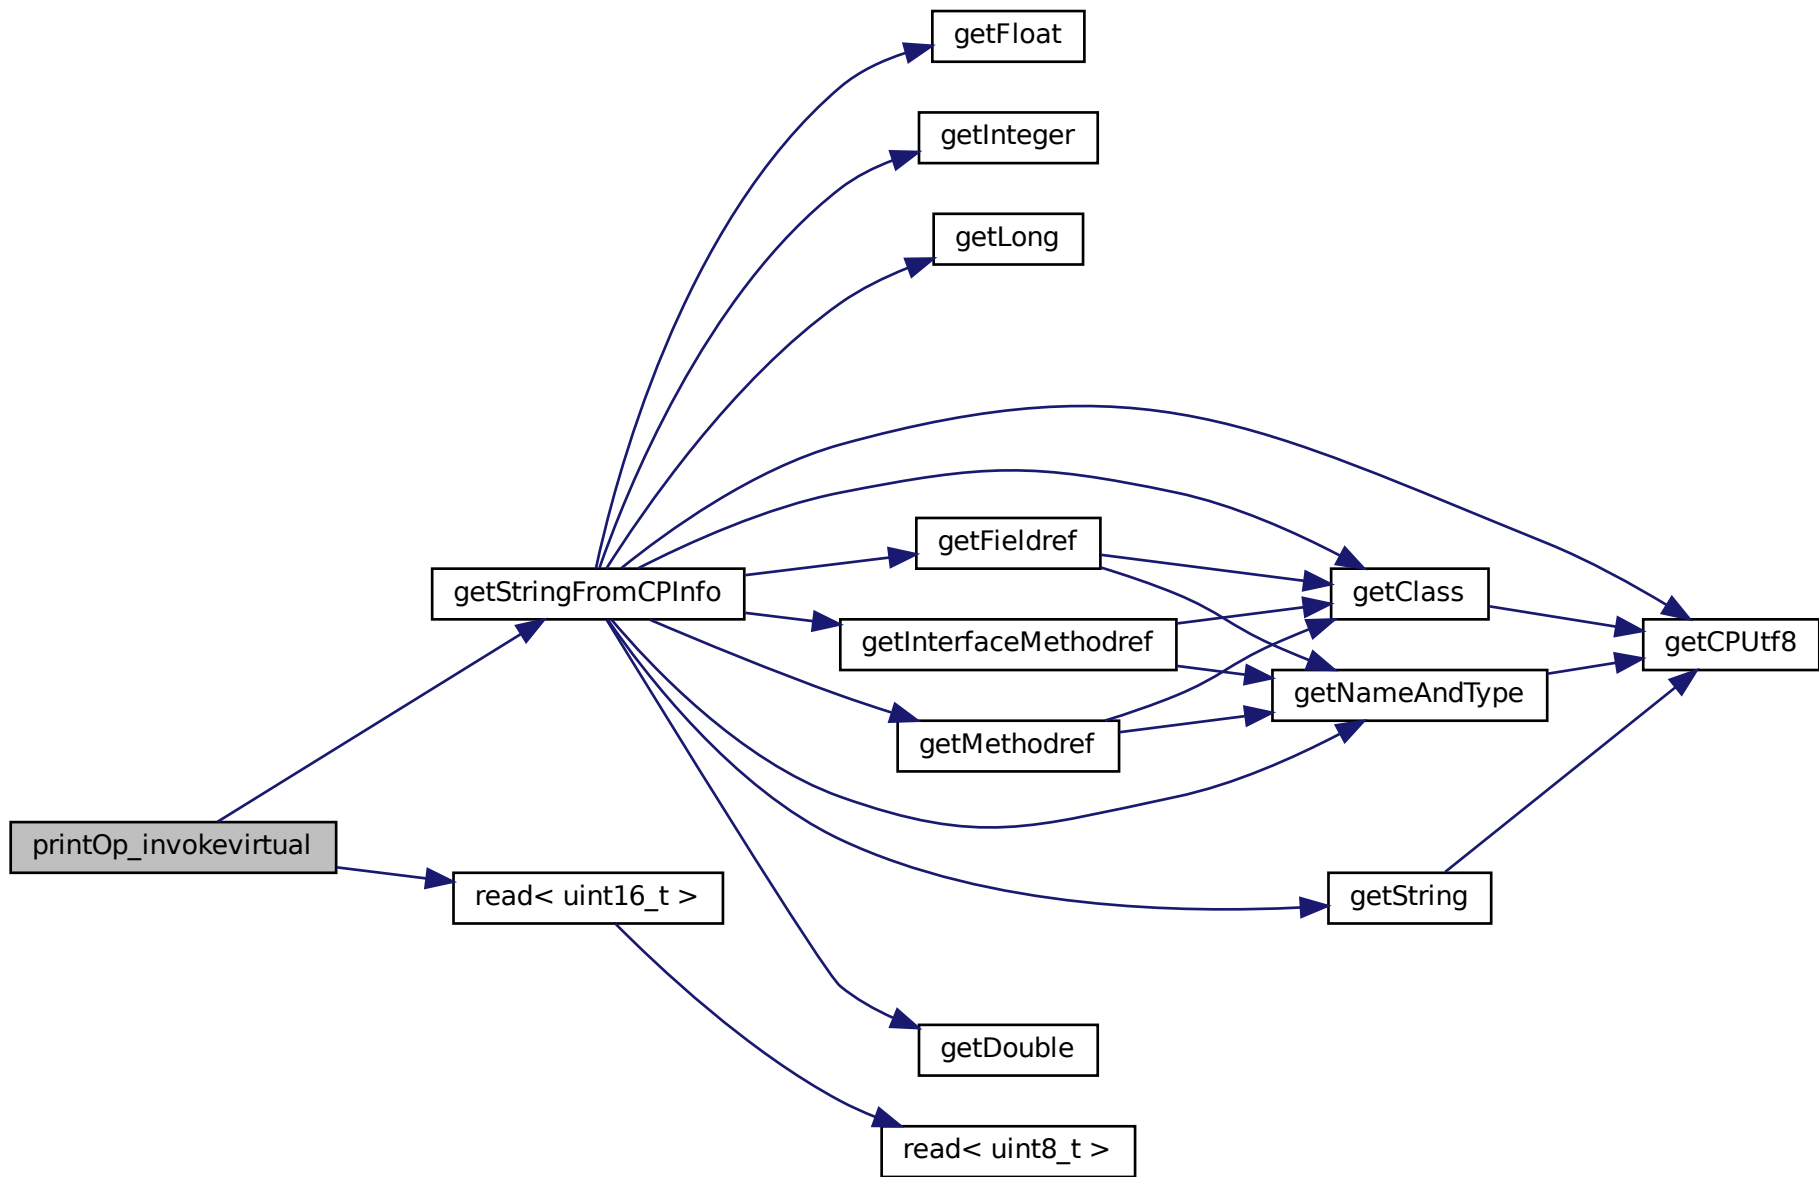 getFloat
getInteger
getLong
getFieldref
getStringFromCPInfo
getClass
getInterfaceMethodref
getCPUtf8
getNameAndType
getMethodref
printOp_invokevirtual
read< uint16_t >
getString
getDouble
read< uint8_t >